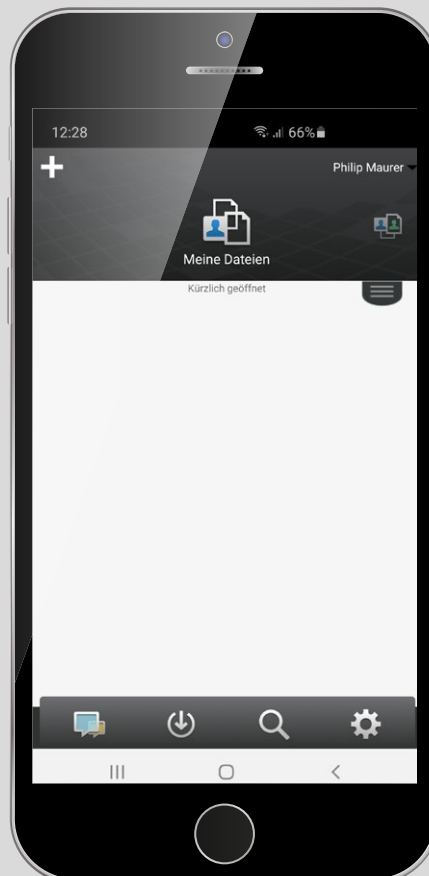 12:28
66%
Philip Maurer
Meine Dateien
Kürzlich geöffnet